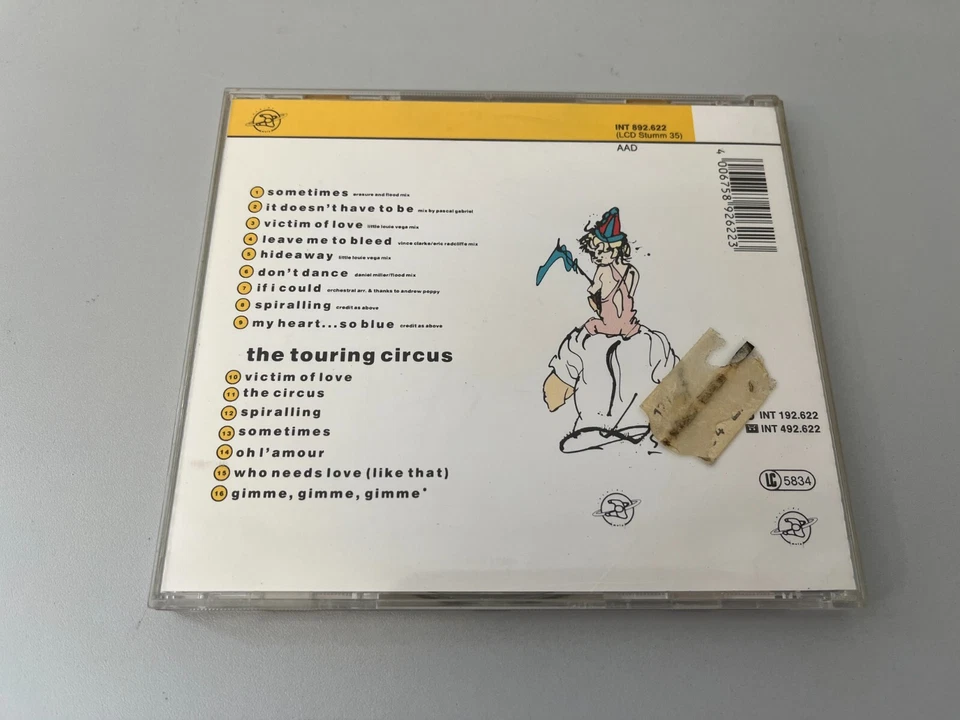 INT 892.622
(LCD Stumm 35)
AAD
4 006758 926223
1 sometimes erasure and flood mix
2 it doesn't have to be mix by pascal gabriel
3 victim of love little louie vega mix
4 leave me to bleed vince clarke/eric radcliffe mix
5 hideaway little louie vega mix
6 don't dance daniel miller/flood mix
7 if i could orchestral arr. & thanks to andrew poppy
8 spiralling credit as above
9 my heart...so blue credit as above
the touring circus
10 victim of love
11 the circus
12 spiralling
13 sometimes
14 oh l'amour
15 who needs love (like that)
16 gimme, gimme, gimme*
INT 192.622
INT 492.622
LC 5834